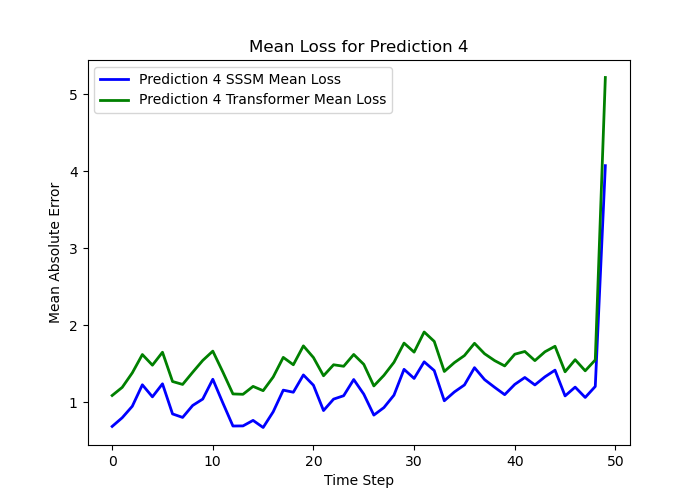 Mean Loss for Prediction 4
Prediction 4 SSSM Mean Loss
Prediction 4 Transformer Mean Loss
Mean Absolute Error
5
4
3
2
1
0 10 20 30 40 50
Time Step